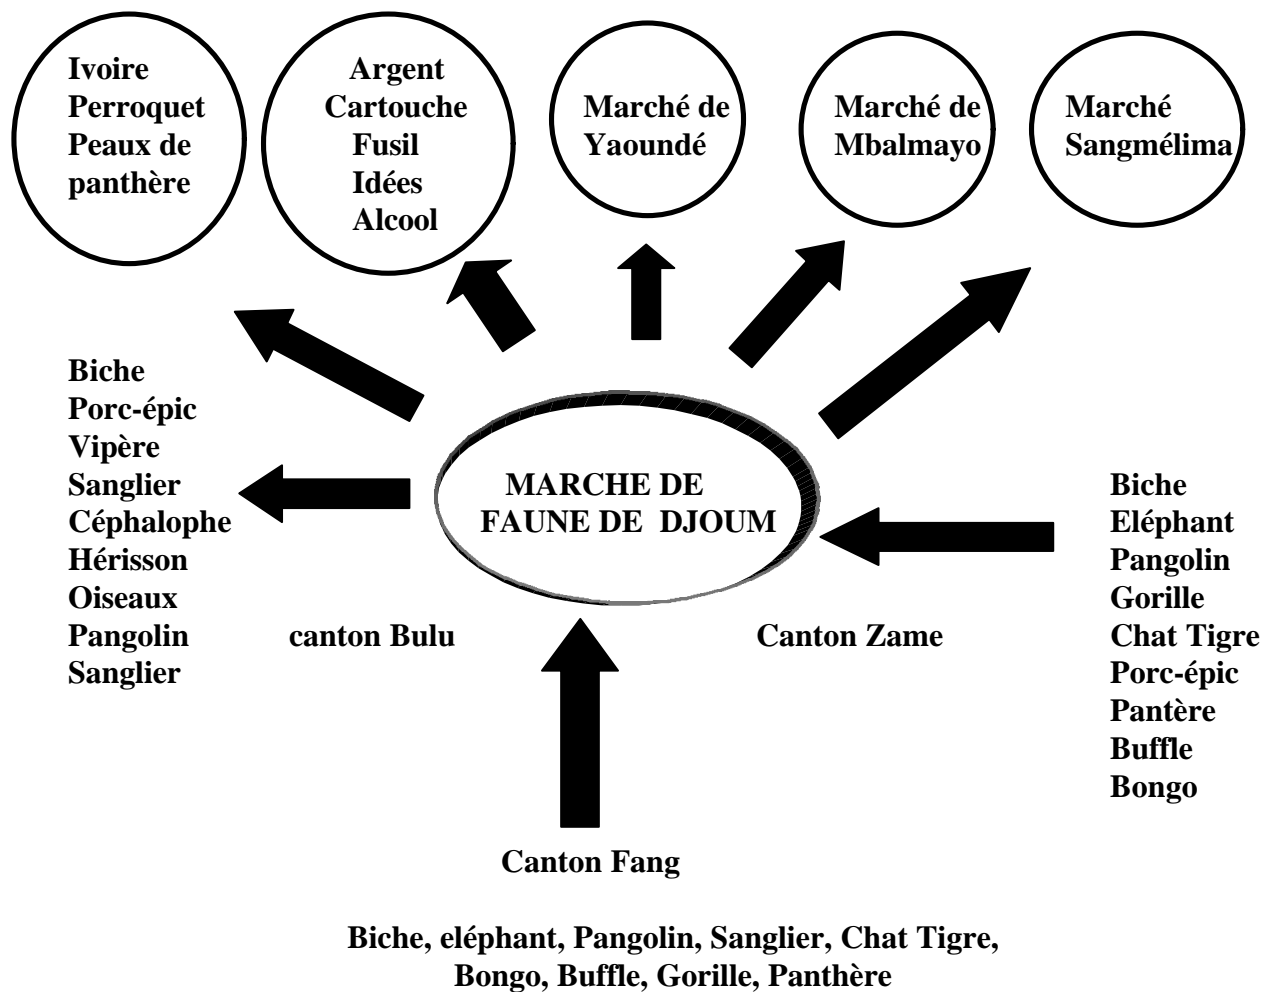 Ivoire
Perroquet
Peaux de
panthère
Argent
Cartouche
Fusil
Idées
Alcool
Marché de
Yaoundé
Marché de
Mbalmayo
Marché
Sangmélima
Biche
Porc-épic
Vipère
Sanglier
Céphalophe
Hérisson
Oiseaux
Pangolin
Sanglier
canton Bulu
MARCHE DE
FAUNE DE DJOUM
Canton Zame
Biche
Eléphant
Pangolin
Gorille
Chat Tigre
Porc-épic
Pantère
Buffle
Bongo
Canton Fang
Biche, eléphant, Pangolin, Sanglier, Chat Tigre,
Bongo, Buffle, Gorille, Panthère